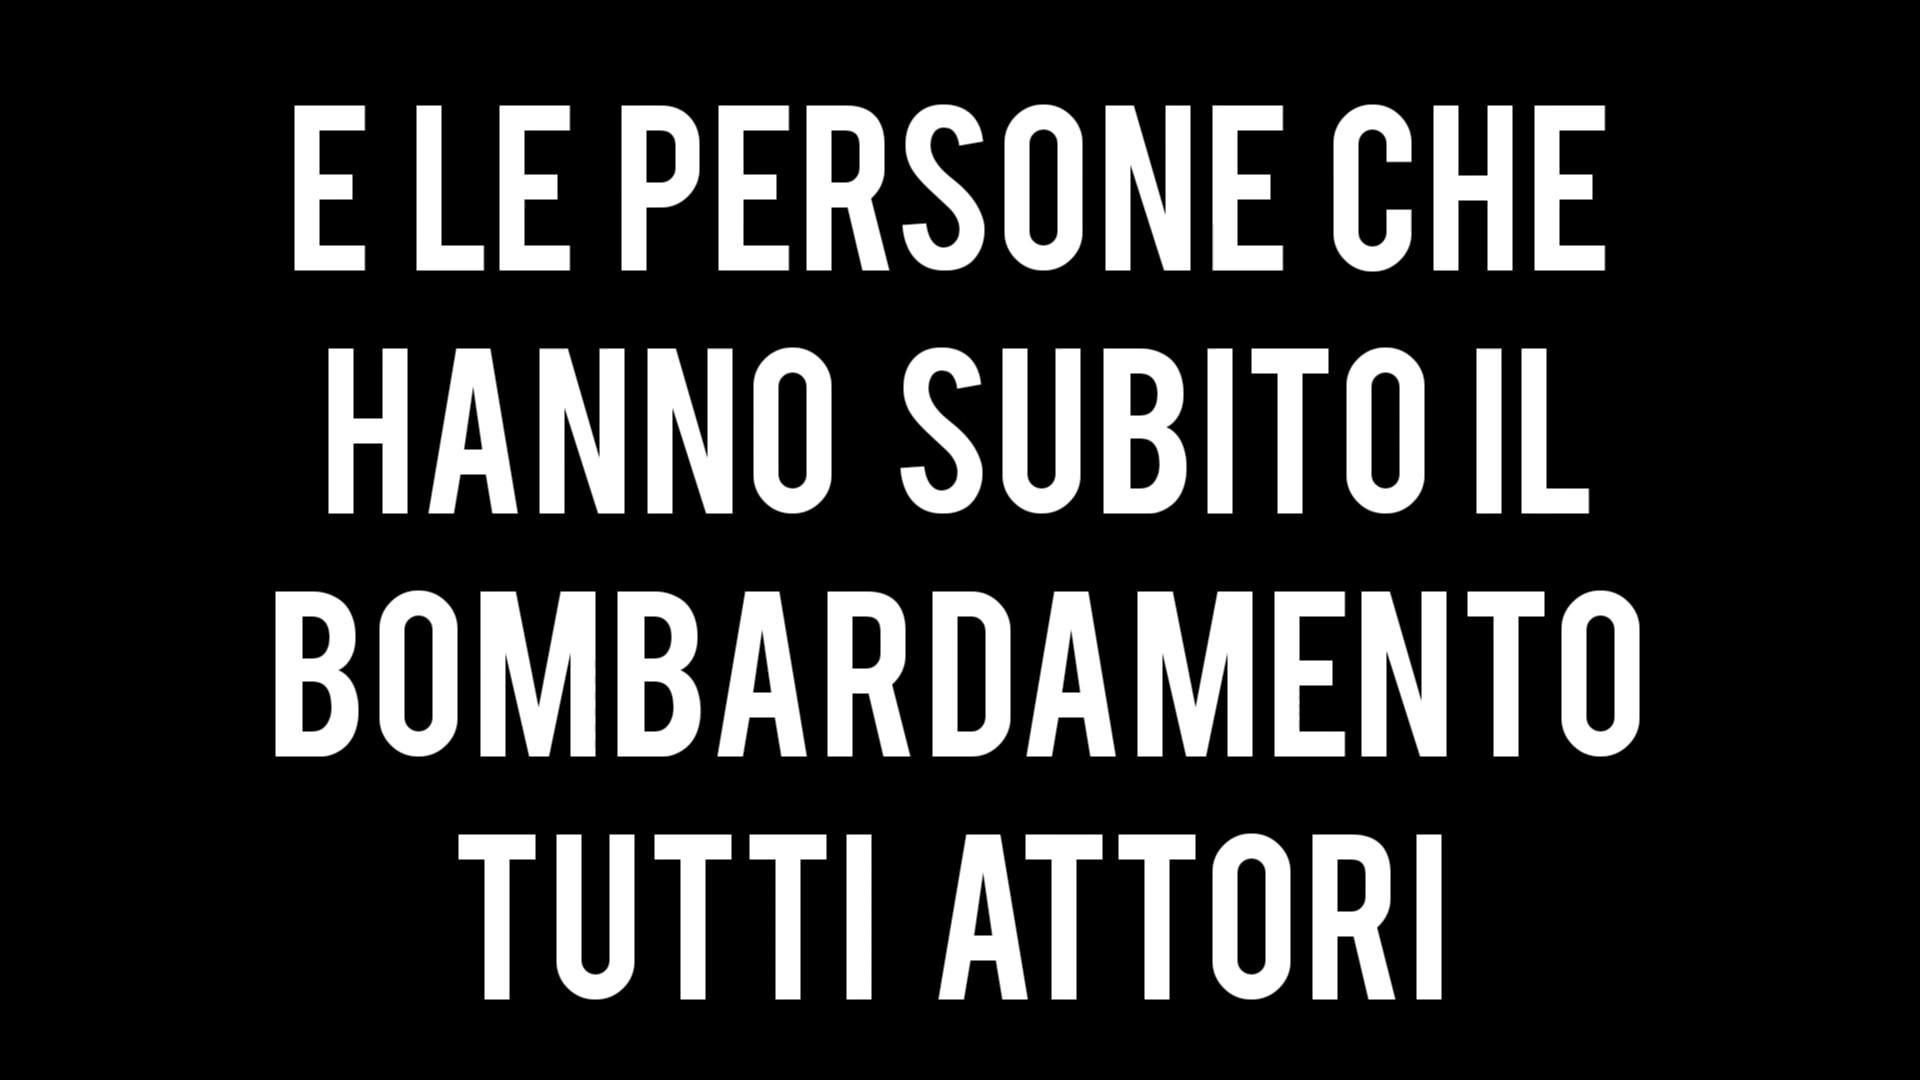 E LE PERSONE CHE
HANNO SUBITO IL
BOMBARDAMENTO
TUTTI ATTORI